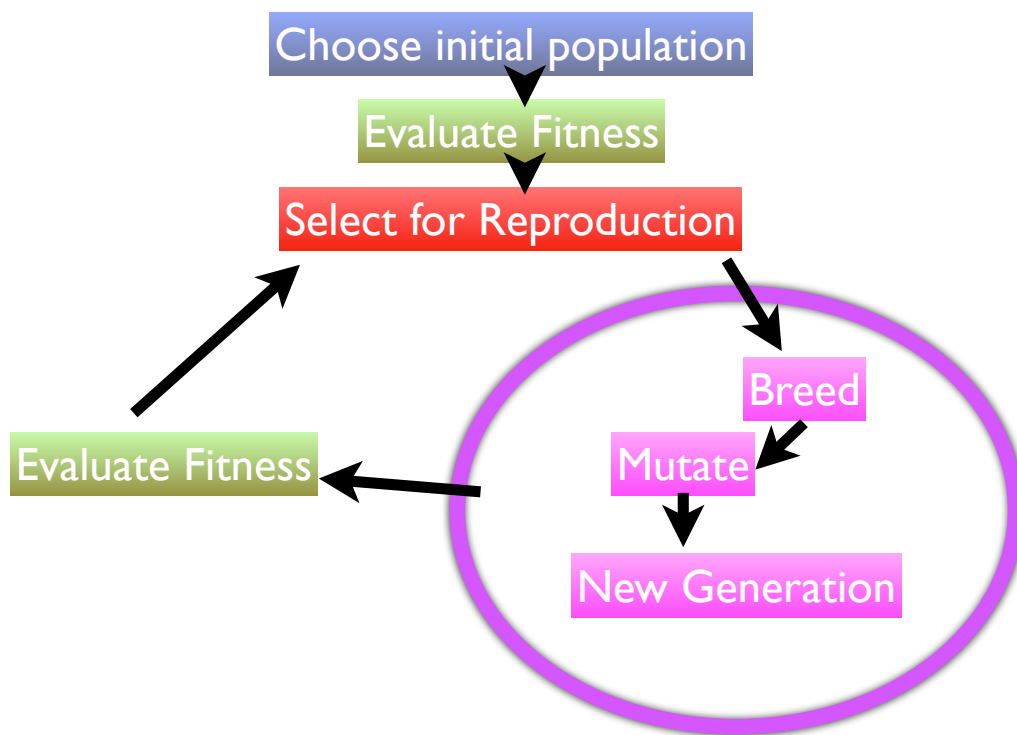 Choose initial population
Evaluate Fitness
Select for Reproduction
Breed
Mutate
New Generation
Evaluate Fitness